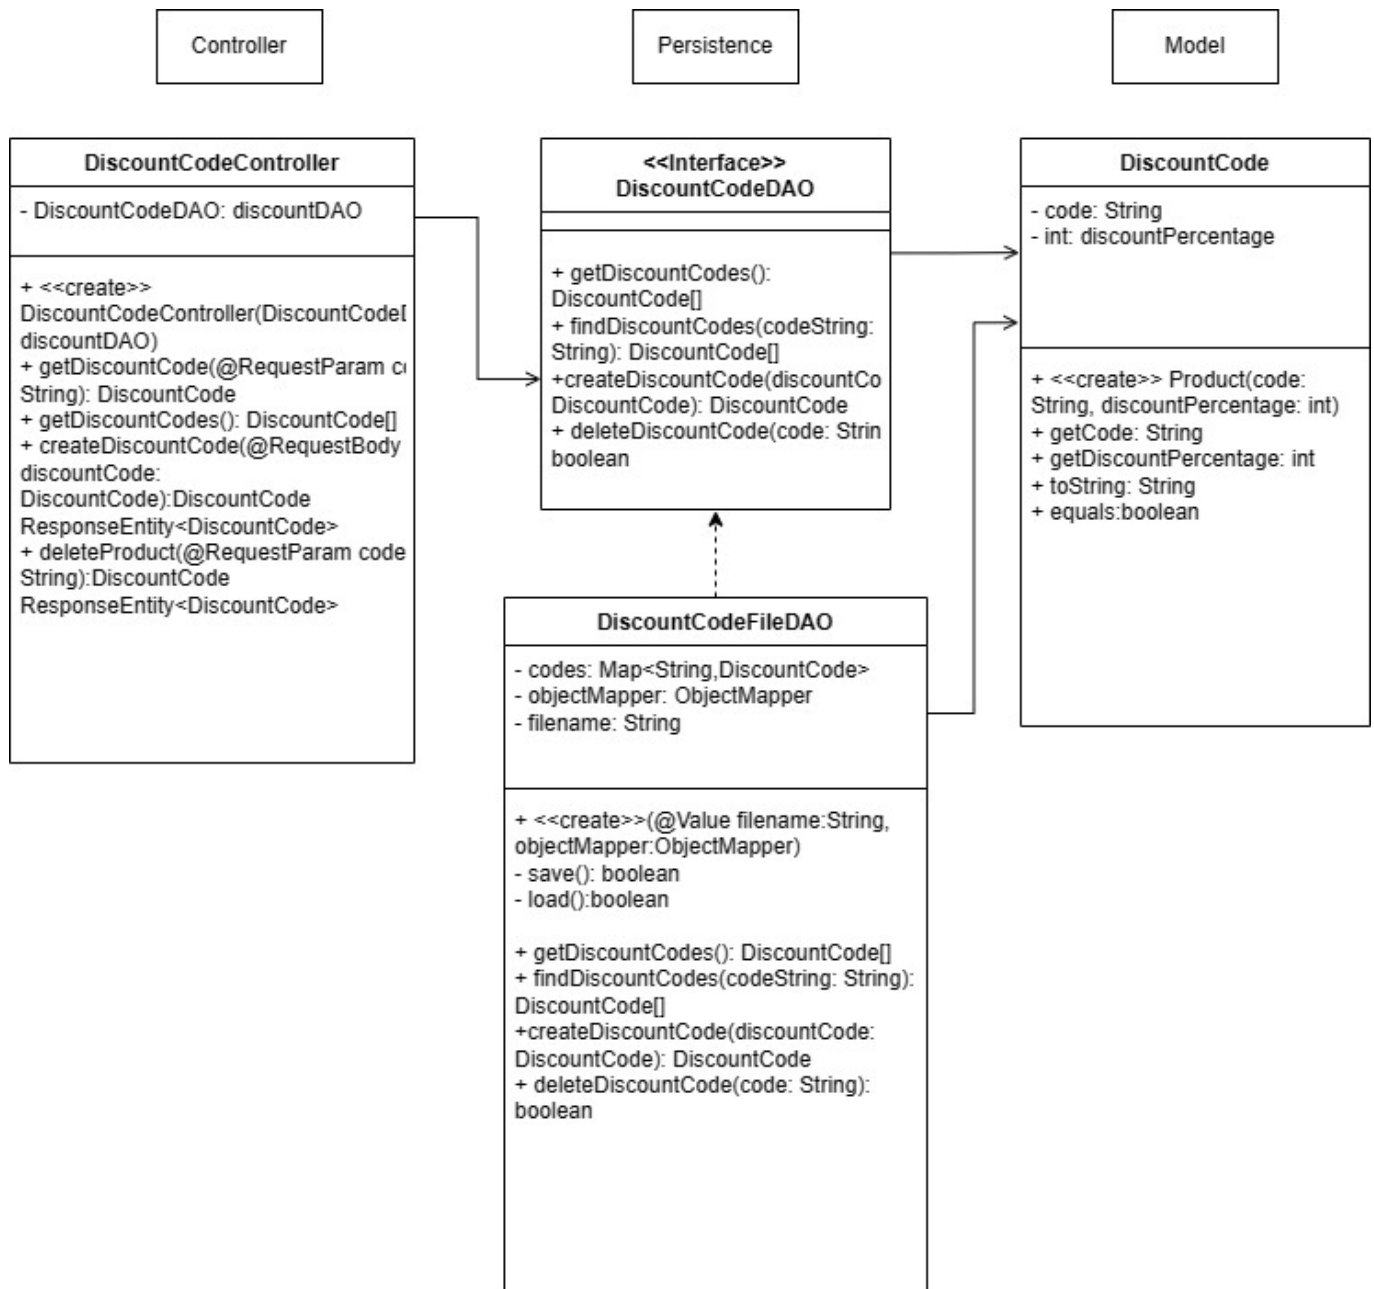 Controller
Persistence
Model
DiscountCodeController
- DiscountCodeDAO: discountDAO
+ <<create>>
DiscountCodeController(DiscountCode
discountDAO)
+ getDiscountCode(@RequestParam
String): DiscountCode
+ getDiscountCodes(): DiscountCode[]
+ createDiscountCode(@RequestBody
discountCode:
DiscountCode):DiscountCode
ResponseEntity<DiscountCode>
+ deleteProduct(@RequestParam code
String):DiscountCode
ResponseEntity<DiscountCode>
<<Interface>>
DiscountCodeDAO
+ getDiscountCodes():
DiscountCode[]
+ findDiscountCodes(codeString:
String): DiscountCode[]
+createDiscountCode(discountCo
DiscountCode): DiscountCode
+ deleteDiscountCode(code: Strin
boolean
DiscountCode
- code: String
- int: discountPercentage
+ <<create>> Product(code:
String, discountPercentage: int)
+ getCode: String
+ getDiscountPercentage: int
+ toString: String
+ equals:boolean
DiscountCodeFileDAO
- codes: Map<String,DiscountCode>
- objectMapper: ObjectMapper
- filename: String
+ <<create>>(@Value filename:String,
objectMapper:ObjectMapper)
- save(): boolean
- load():boolean
+ getDiscountCodes(): DiscountCode[]
+ findDiscountCodes(codeString: String):
DiscountCode[]
+createDiscountCode(discountCode:
DiscountCode): DiscountCode
+ deleteDiscountCode(code: String):
boolean